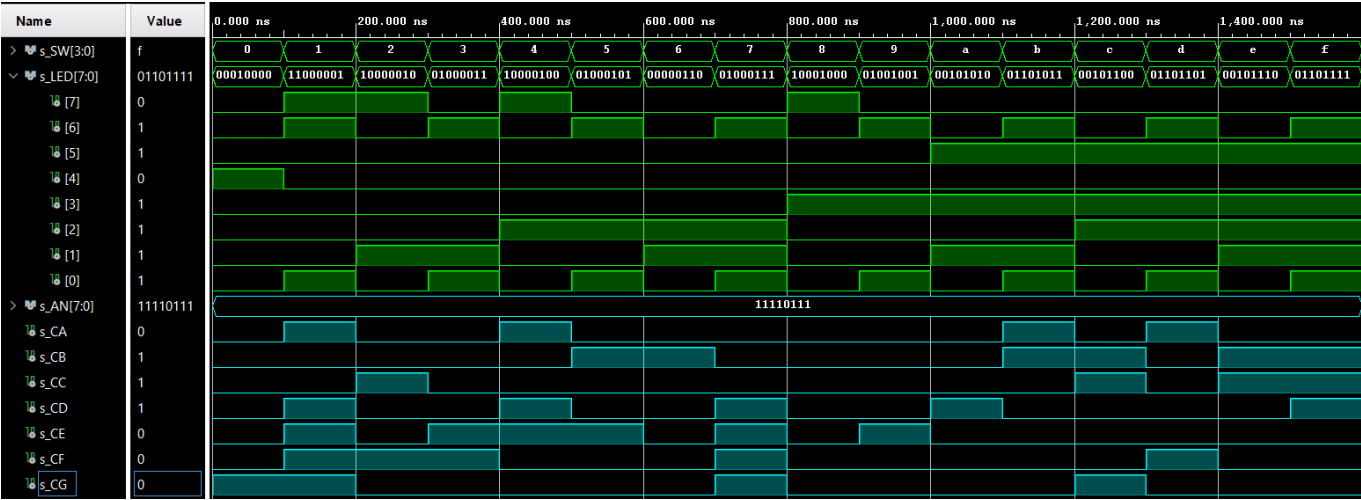 Name Value 0.000 ns 200.000 ns 400.000 ns 600.000 ns 800.000 ns 1,000.000 ns 1,200.000 ns 1,400.000 ns
s_SW[3:0] f 0 1 2 3 4 5 6 7 8 9 a b c d e f
s_LED[7:0] 01101111 00010000 11000001 10000010 01000011 10000100 01000101 00000110 01000111 10001000 01001001 00101010 01101011 00101100 01101101 00101110 01101111
[7] 0
[6] 1
[5] 1
[4] 0
[3] 1
[2] 1
[1] 1
[0] 1
s_AN[7:0] 11110111 11110111
s_CA 0
s_CB 1
s_CC 1
s_CD 1
s_CE 0
s_CF 0
s_CG 0